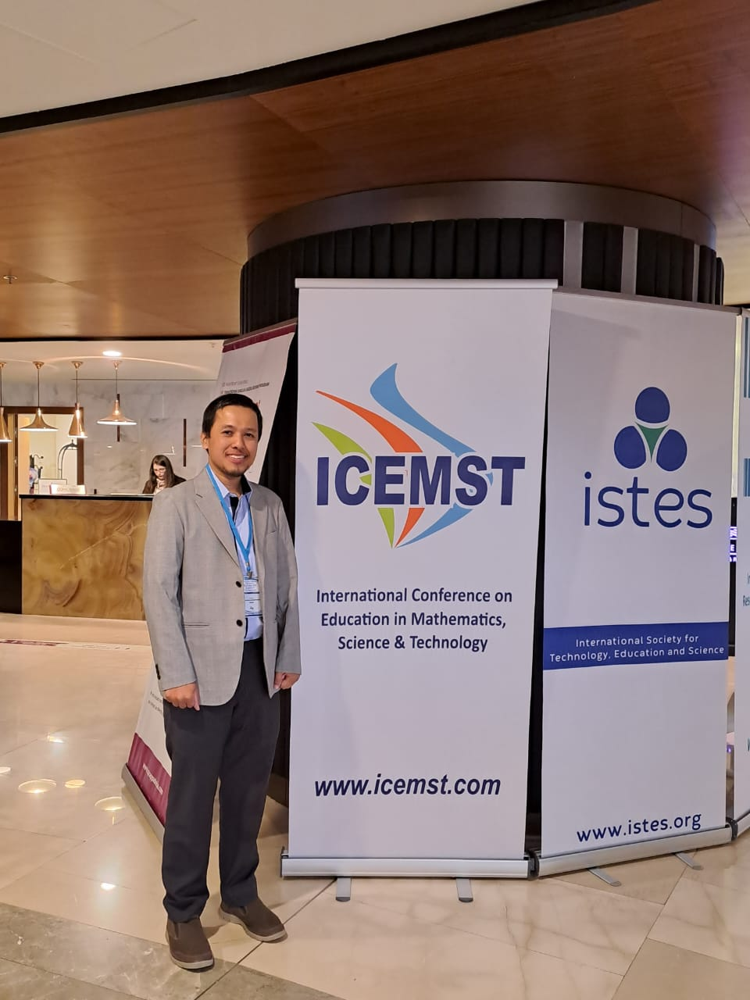 ICEMST
International Conference on
Education in Mathematics,
Science & Technology
www.icemst.com
istes
International Society for
Technology, Education and Science
www.istes.org